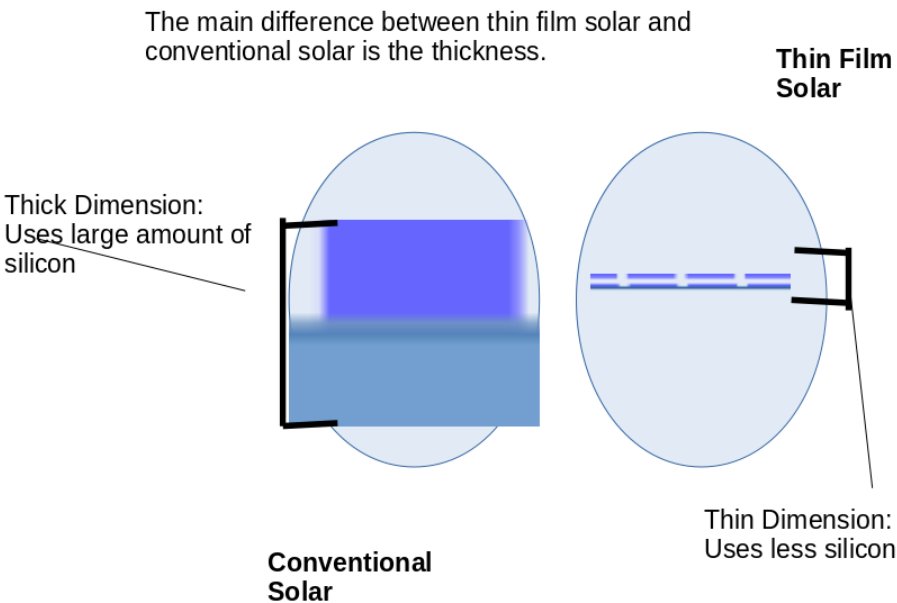 The main difference between thin film solar and
conventional solar is the thickness.
Thin Film
Solar
Thick Dimension:
Uses large amount of
silicon
Thin Dimension:
Uses less silicon
Conventional
Solar